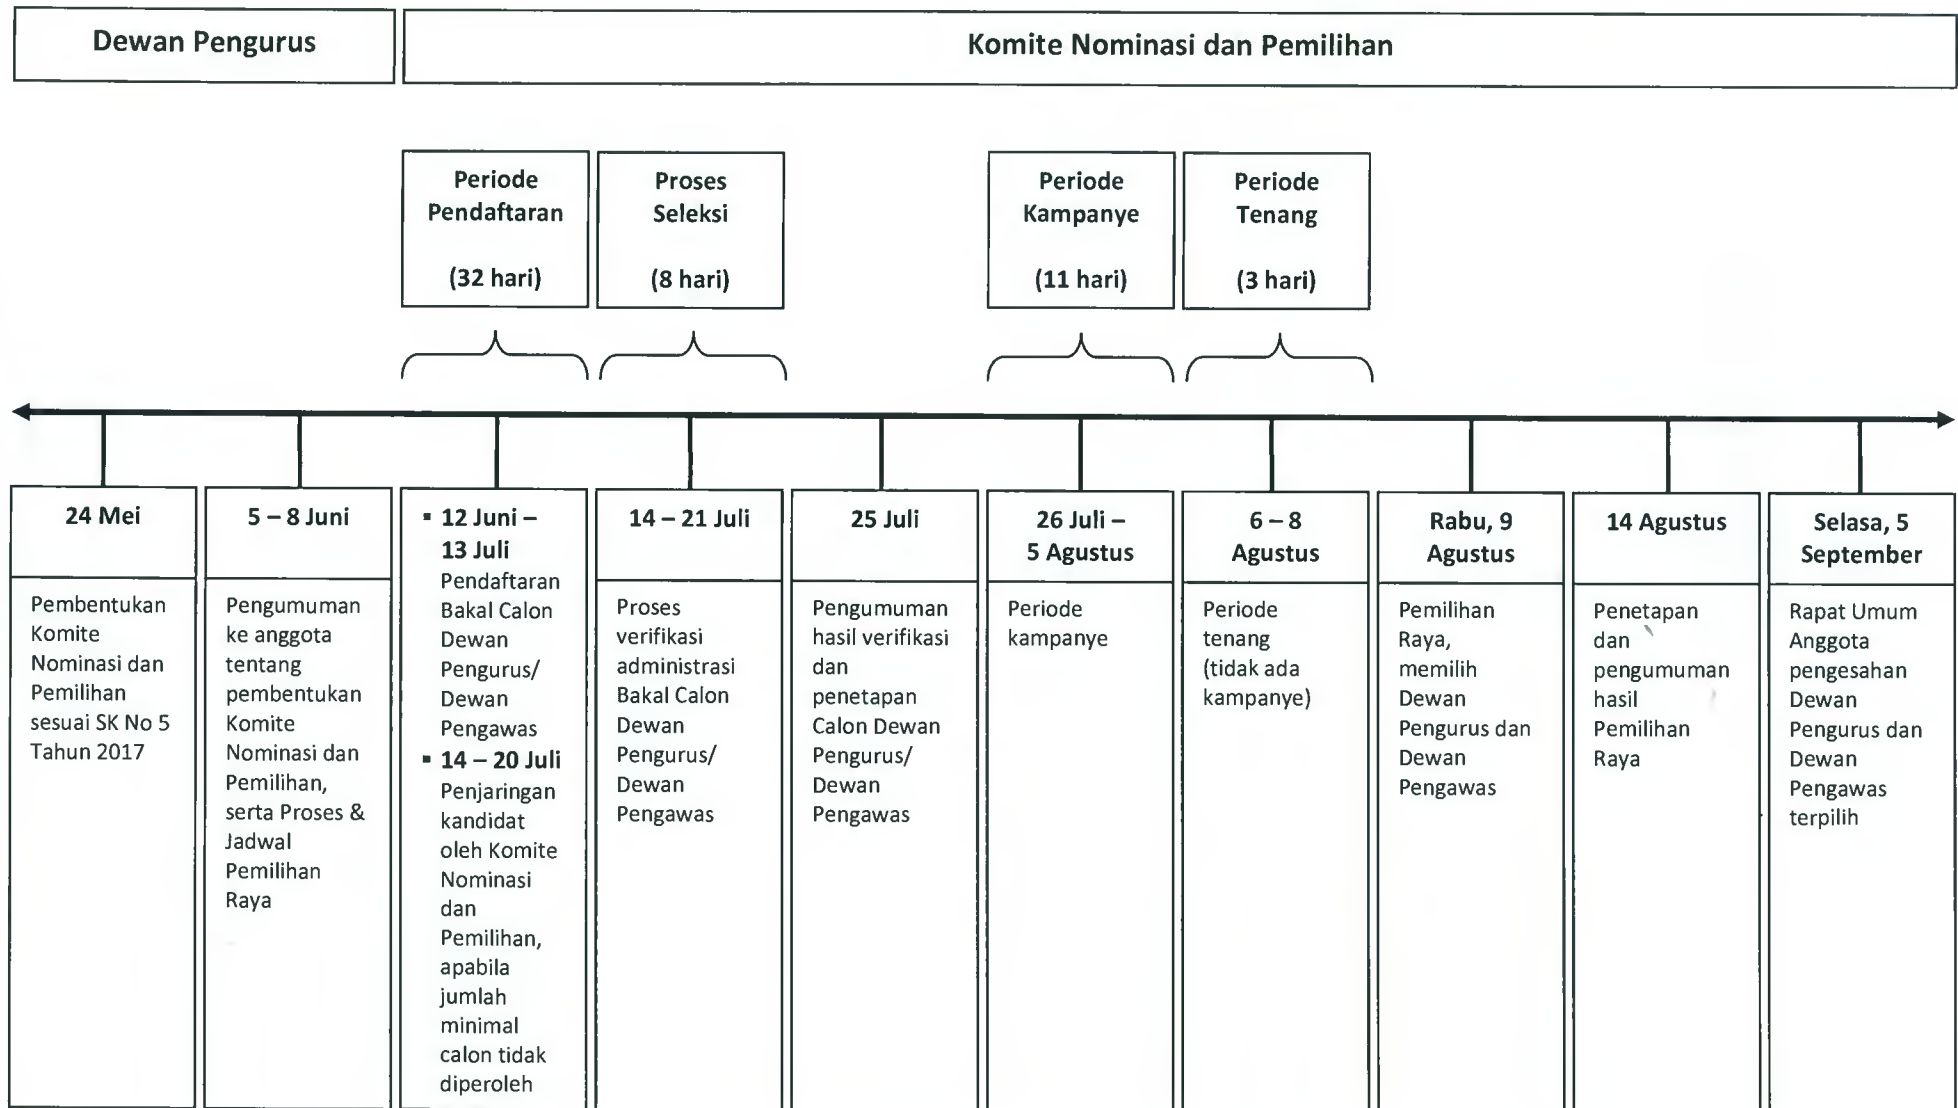 Dewan Pengurus
Komite Nominasi dan Pemilihan
Periode
Pendaftaran
(32 hari)
Proses
Seleksi
(8 hari)
Periode
Kampanye
(11 hari)
Periode
Tenang
(3 hari)
24 Mei
Pembentukan
Komite
Nominasi dan
Pemilihan
sesuai SK No 5
Tahun 2017
5 – 8 Juni
Pengumuman
ke anggota
tentang
pembentukan
Komite
Nominasi dan
Pemilihan,
serta Proses &
Jadwal
Pemilihan
Raya
▪ 12 Juni –
13 Juli
Pendaftaran
Bakal Calon
Dewan
Pengurus/
Dewan
Pengawas
▪ 14 – 20 Juli
Penjaringan
kandidat
oleh Komite
Nominasi
dan
Pemilihan,
apabila
jumlah
minimal
calon tidak
diperoleh
14 – 21 Juli
Proses
verifikasi
administrasi
Bakal Calon
Dewan
Pengurus/
Dewan
Pengawas
25 Juli
Pengumuman
hasil verifikasi
dan
penetapan
Calon Dewan
Pengurus/
Dewan
Pengawas
26 Juli –
5 Agustus
Periode
kampanye
6 – 8
Agustus
Periode
tenang
(tidak ada
kampanye)
Rabu, 9
Agustus
Pemilihan
Raya,
memilih
Dewan
Pengurus dan
Dewan
Pengawas
14 Agustus
Penetapan
dan
pengumuman
hasil
Pemilihan
Raya
Selasa, 5
September
Rapat Umum
Anggota
pengesahan
Dewan
Pengurus dan
Dewan
Pengawas
terpilih